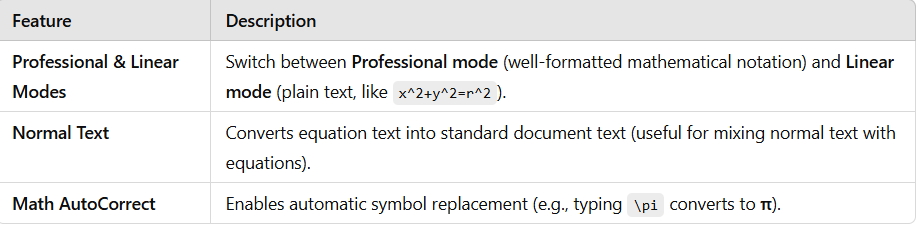 Feature Description
Professional & Linear Switch between Professional mode (well-formatted mathematical notation) and Linear
Modes mode (plain text, like x^2+y^2=r^2 ).
Normal Text Converts equation text into standard document text (useful for mixing normal text with
equations).
Math AutoCorrect Enables automatic symbol replacement (e.g., typing \pi converts to π).